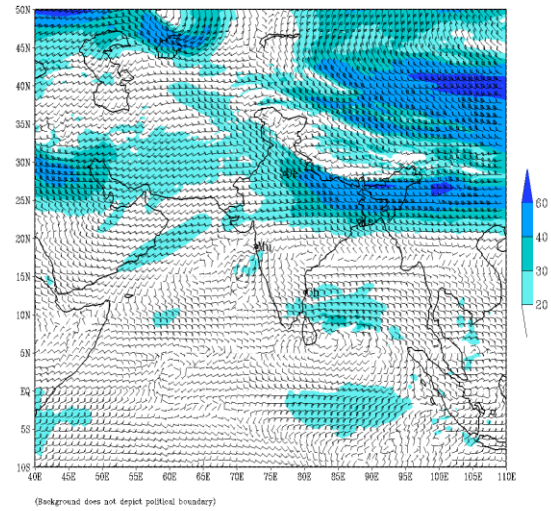 50N
45N
40N
35N
30N
25N
20N
15N
10N
5N
EQ
5S
10S
60
40
30
20
Mu
Ch
40E 45E 50E 55E 60E 65E 70E 75E 80E 85E 90E 95E 100E 105E 110E
(Background does not depict political boundary)